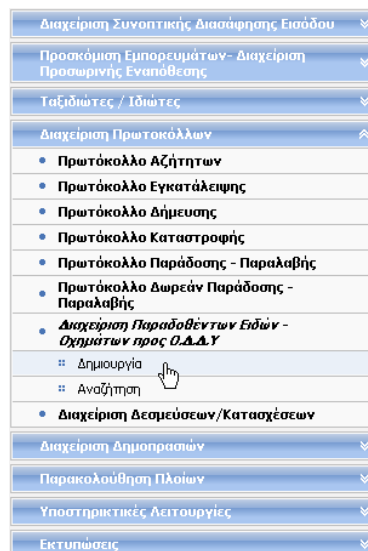 Διαχείριση Συνοπτικής Διασάφησης Εισόδου
Προσκόμιση Εμπορευμάτων- Διαχείριση
Προσωρινής Εναπόθεσης
Ταξιδιώτες / Ιδιώτες
Διαχείριση Πρωτοκόλλων
Πρωτόκολλο Αζήτητων
Πρωτόκολλο Εγκατάλειψης
Πρωτόκολλο Δήμευσης
Πρωτόκολλο Καταστροφής
Πρωτόκολλο Παράδοσης - Παραλαβής
Πρωτόκολλο Δωρεάν Παράδοσης -
Παραλαβής
Διαχείριση Παραδοθέντων Ειδών -
Οχημάτων προς Ο.Δ.Δ.Υ
Δημιουργία
Αναζήτηση
Διαχείριση Δεσμεύσεων/Κατασχέσεων
Διαχείριση Δημοπρασιών
Παρακολούθηση Πλοίων
Υποστηρικτικές Λειτουργίες
Εκτυπώσεις